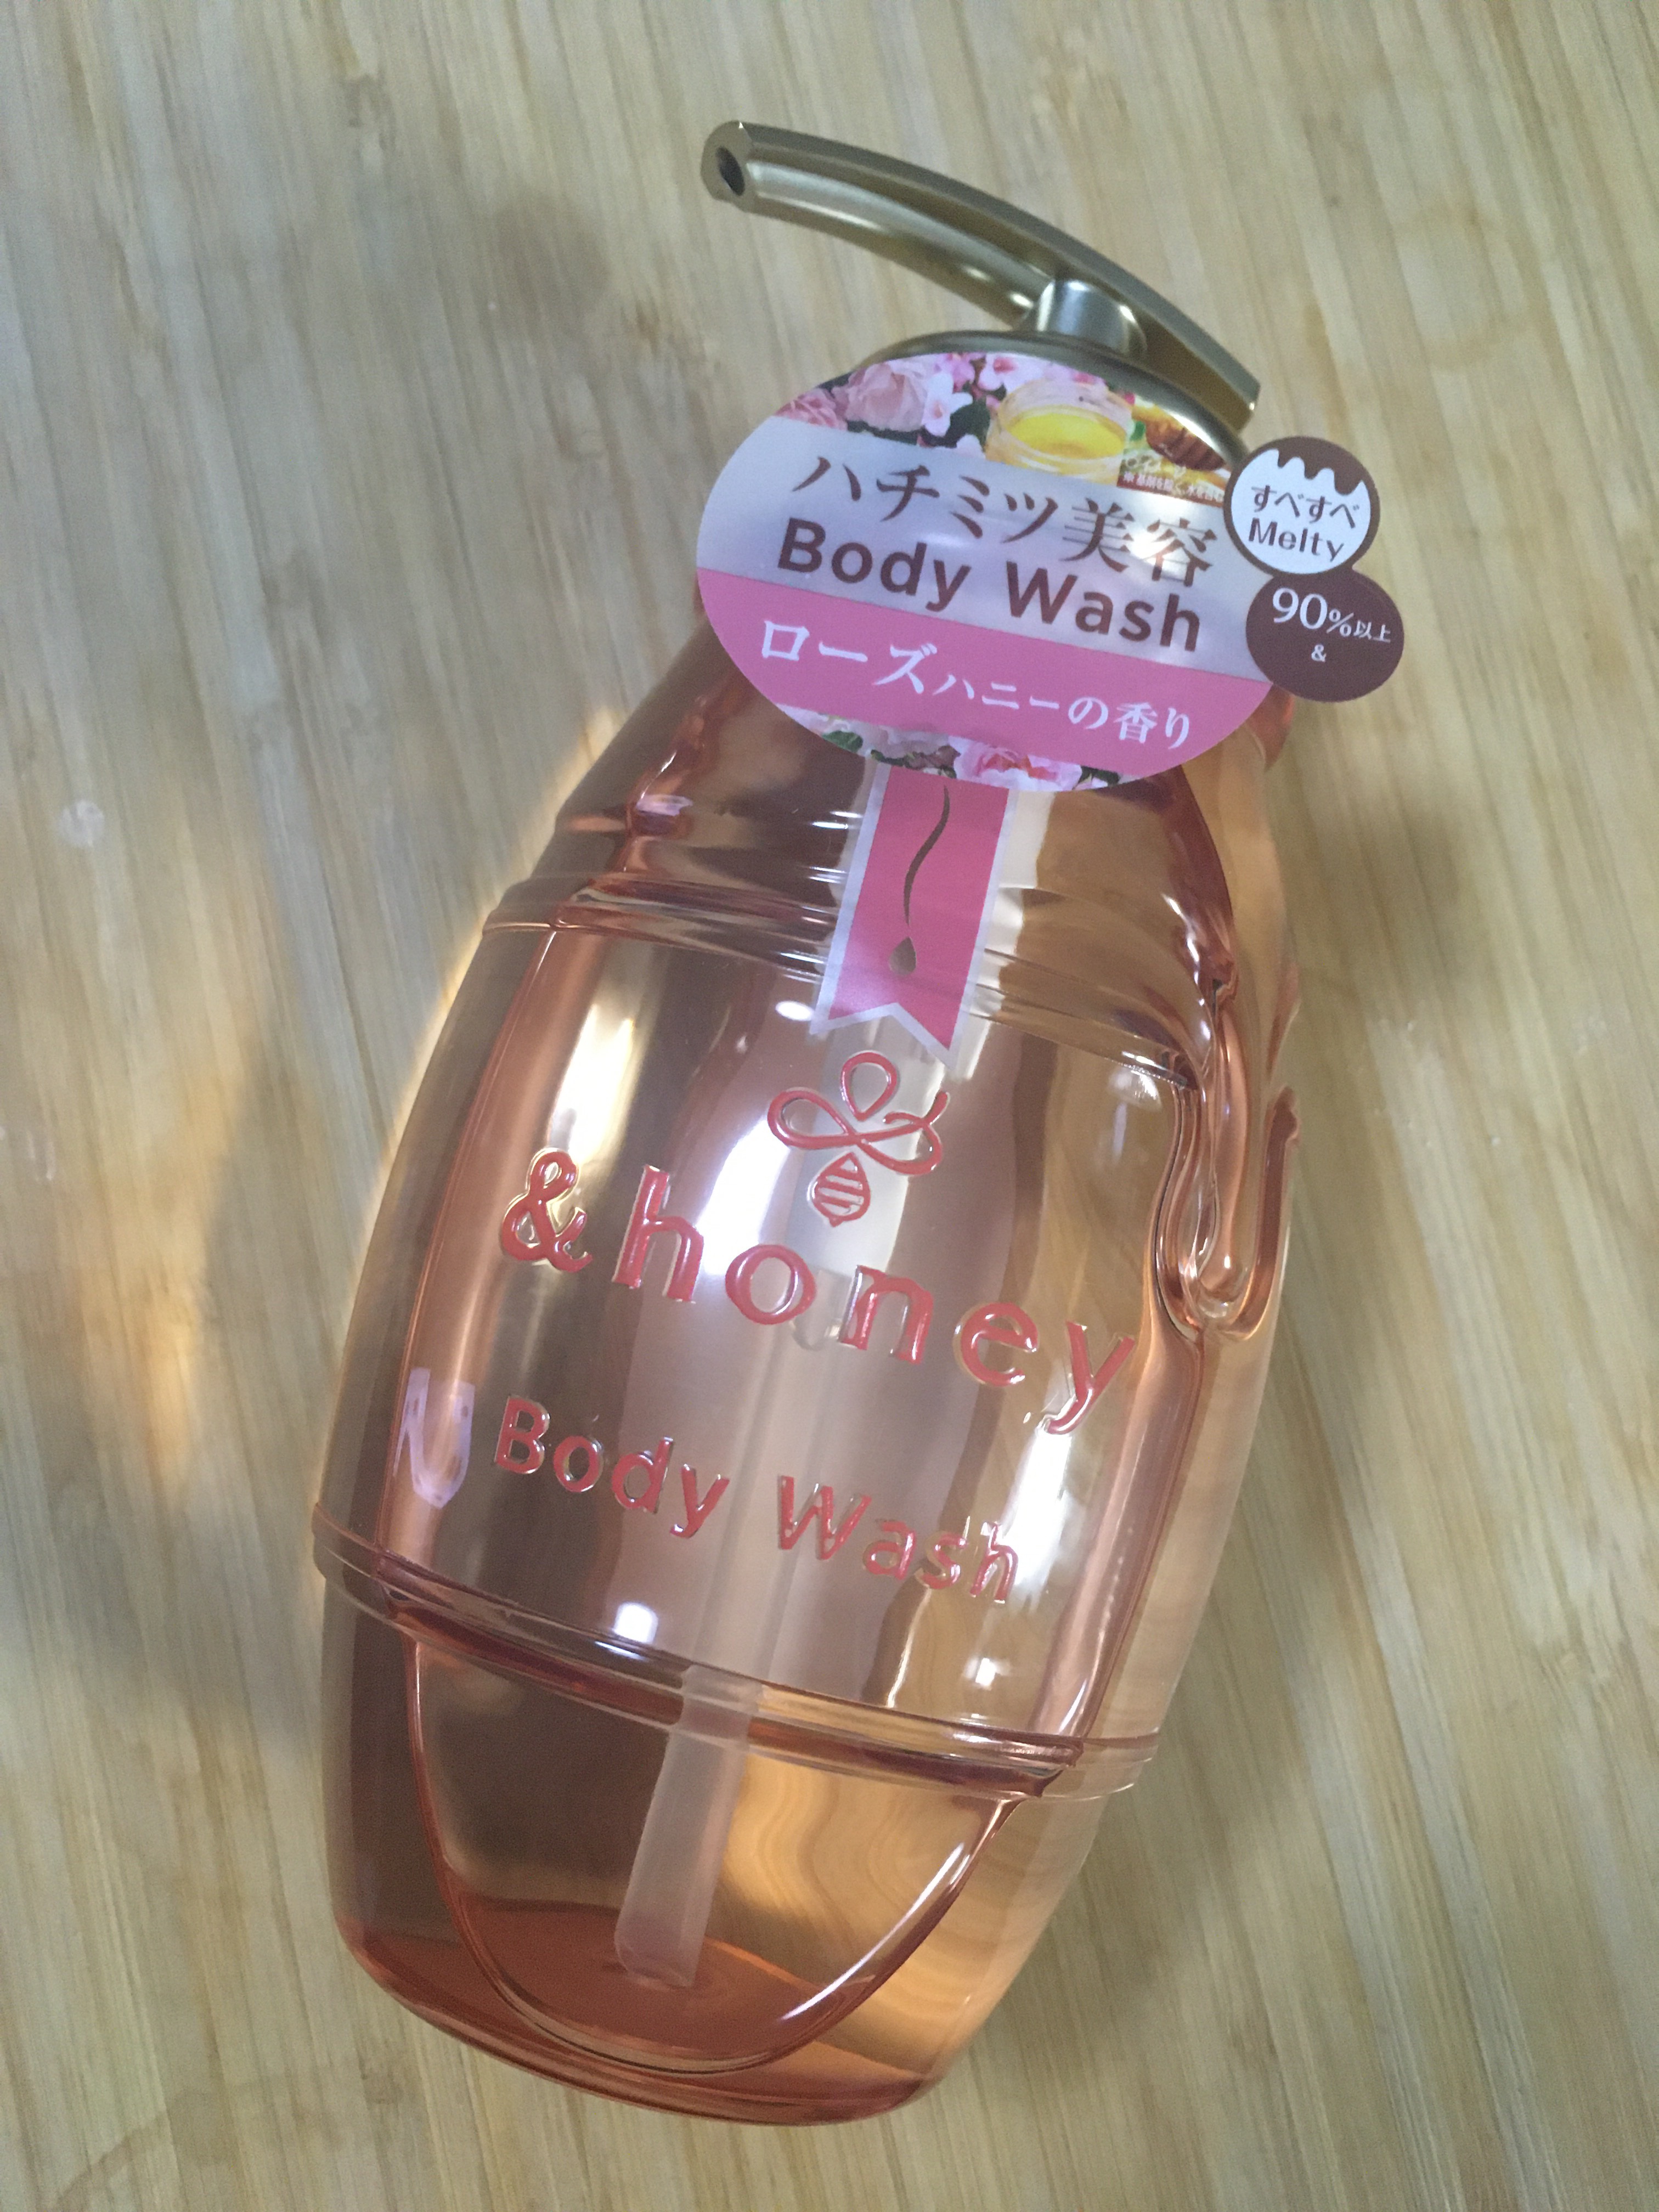 ハチミツ美容
Body Wash
ローズハニーの香り
すべすべ
Melty
90%以上
&
&honey
Body Wash